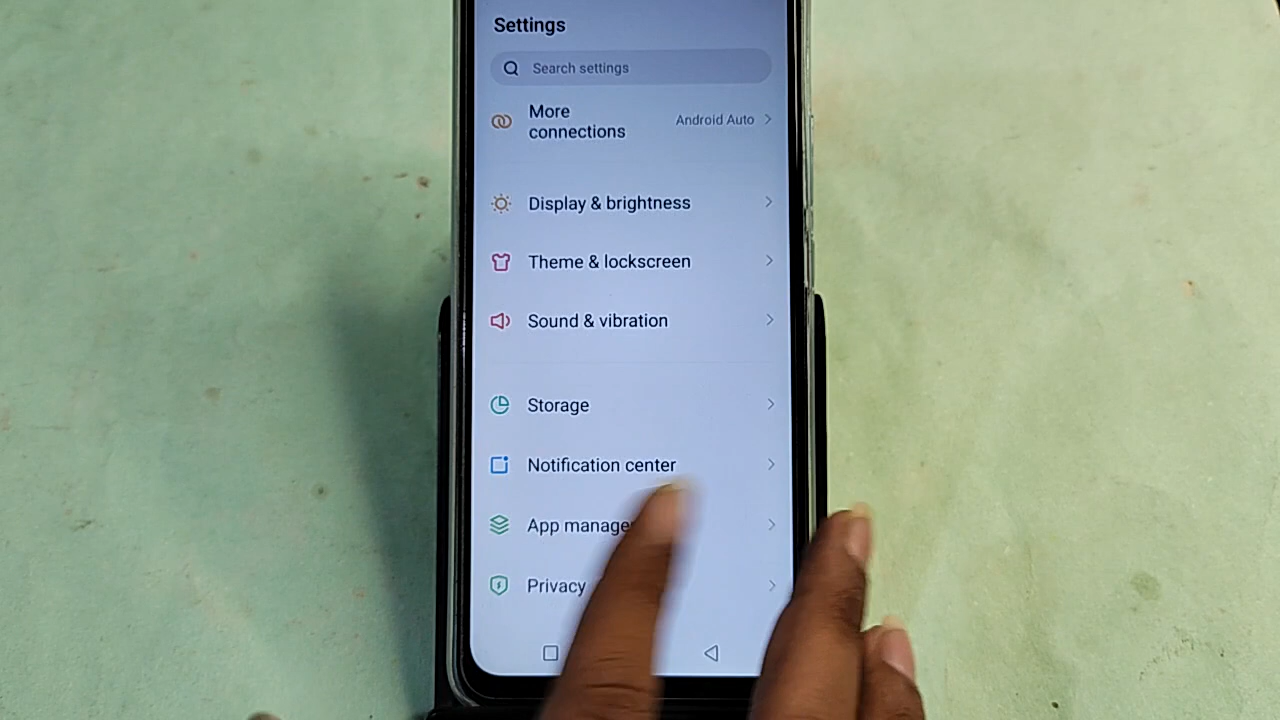 Settings
Search settings
More
connections
Android Auto
Display & brightness
Theme & lockscreen
Sound & vibration
Storage
Notification center
App manage
Privacy